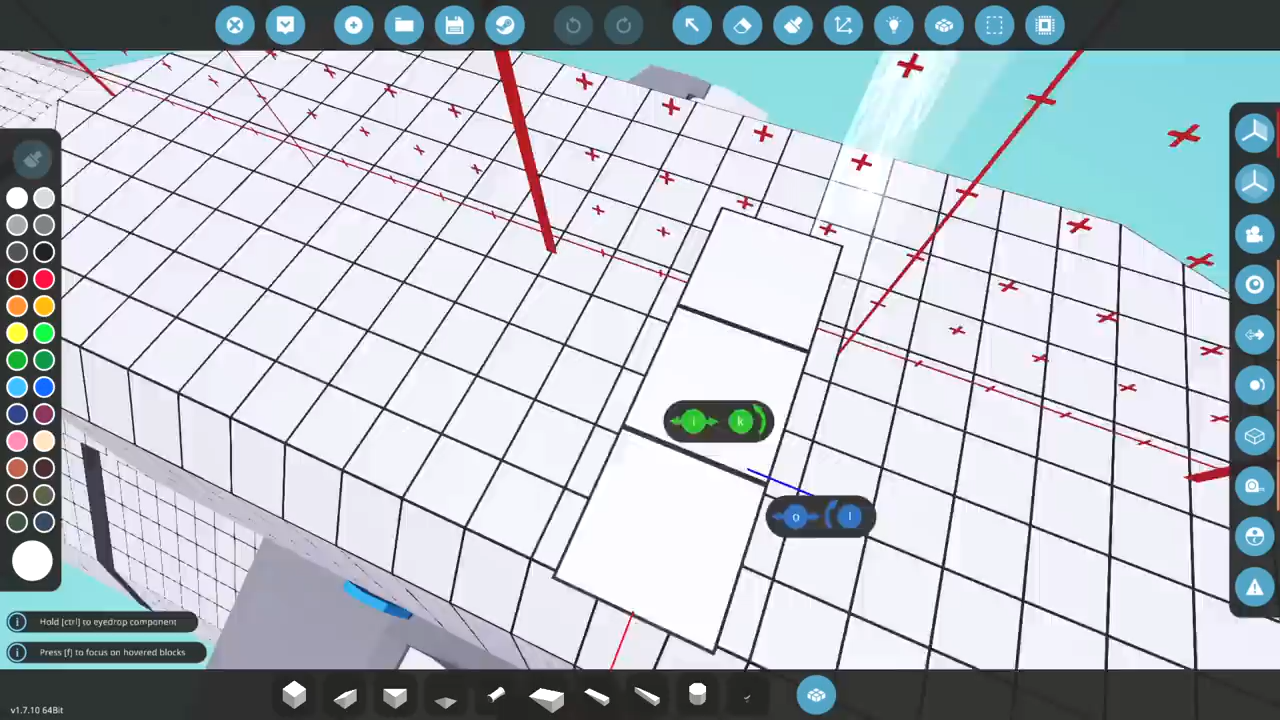 k
o
l
Hold [ctrl] to eyedrop component
Press [f] to focus on hovered blocks
v1.7.10 64Bit